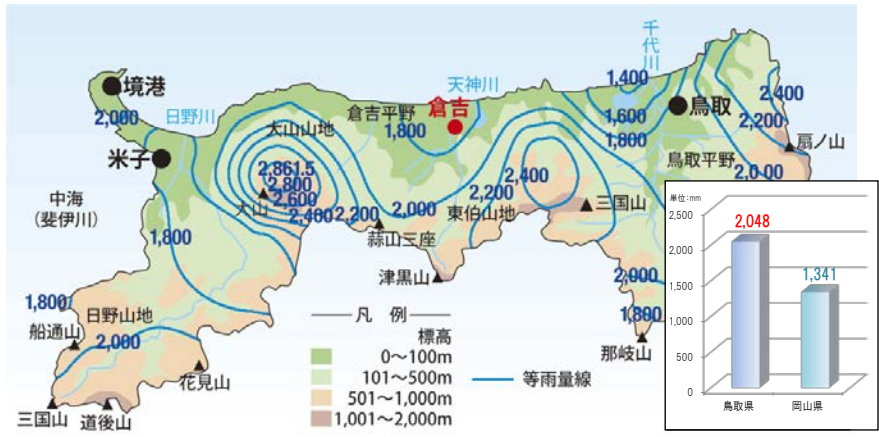 千代川
境港
日野川
天神川
1,400
2,400
2,000
大山山地
倉吉平野
倉吉
1,800
1,600
鳥取
2,200
1,800
扇ノ山
米子
鳥取平野
2,000
2,861.5
2,800
2,600
2,400
大山
2,200
2,000
2,200
2,400
東伯山地
三国山
中海
(斐伊川)
蒜山三座
1,800
津黒山
2,000
1,800
1,800
日野山地
船通山
2,000
那岐山
花見山
三国山
道後山
凡 例
標高
0〜100m
101〜500m
501〜1,000m
1,001〜2,000m
等雨量線
単位:mm
2,500
2,000
1,500
1,000
500
0
2,048
1,341
鳥取県
岡山県